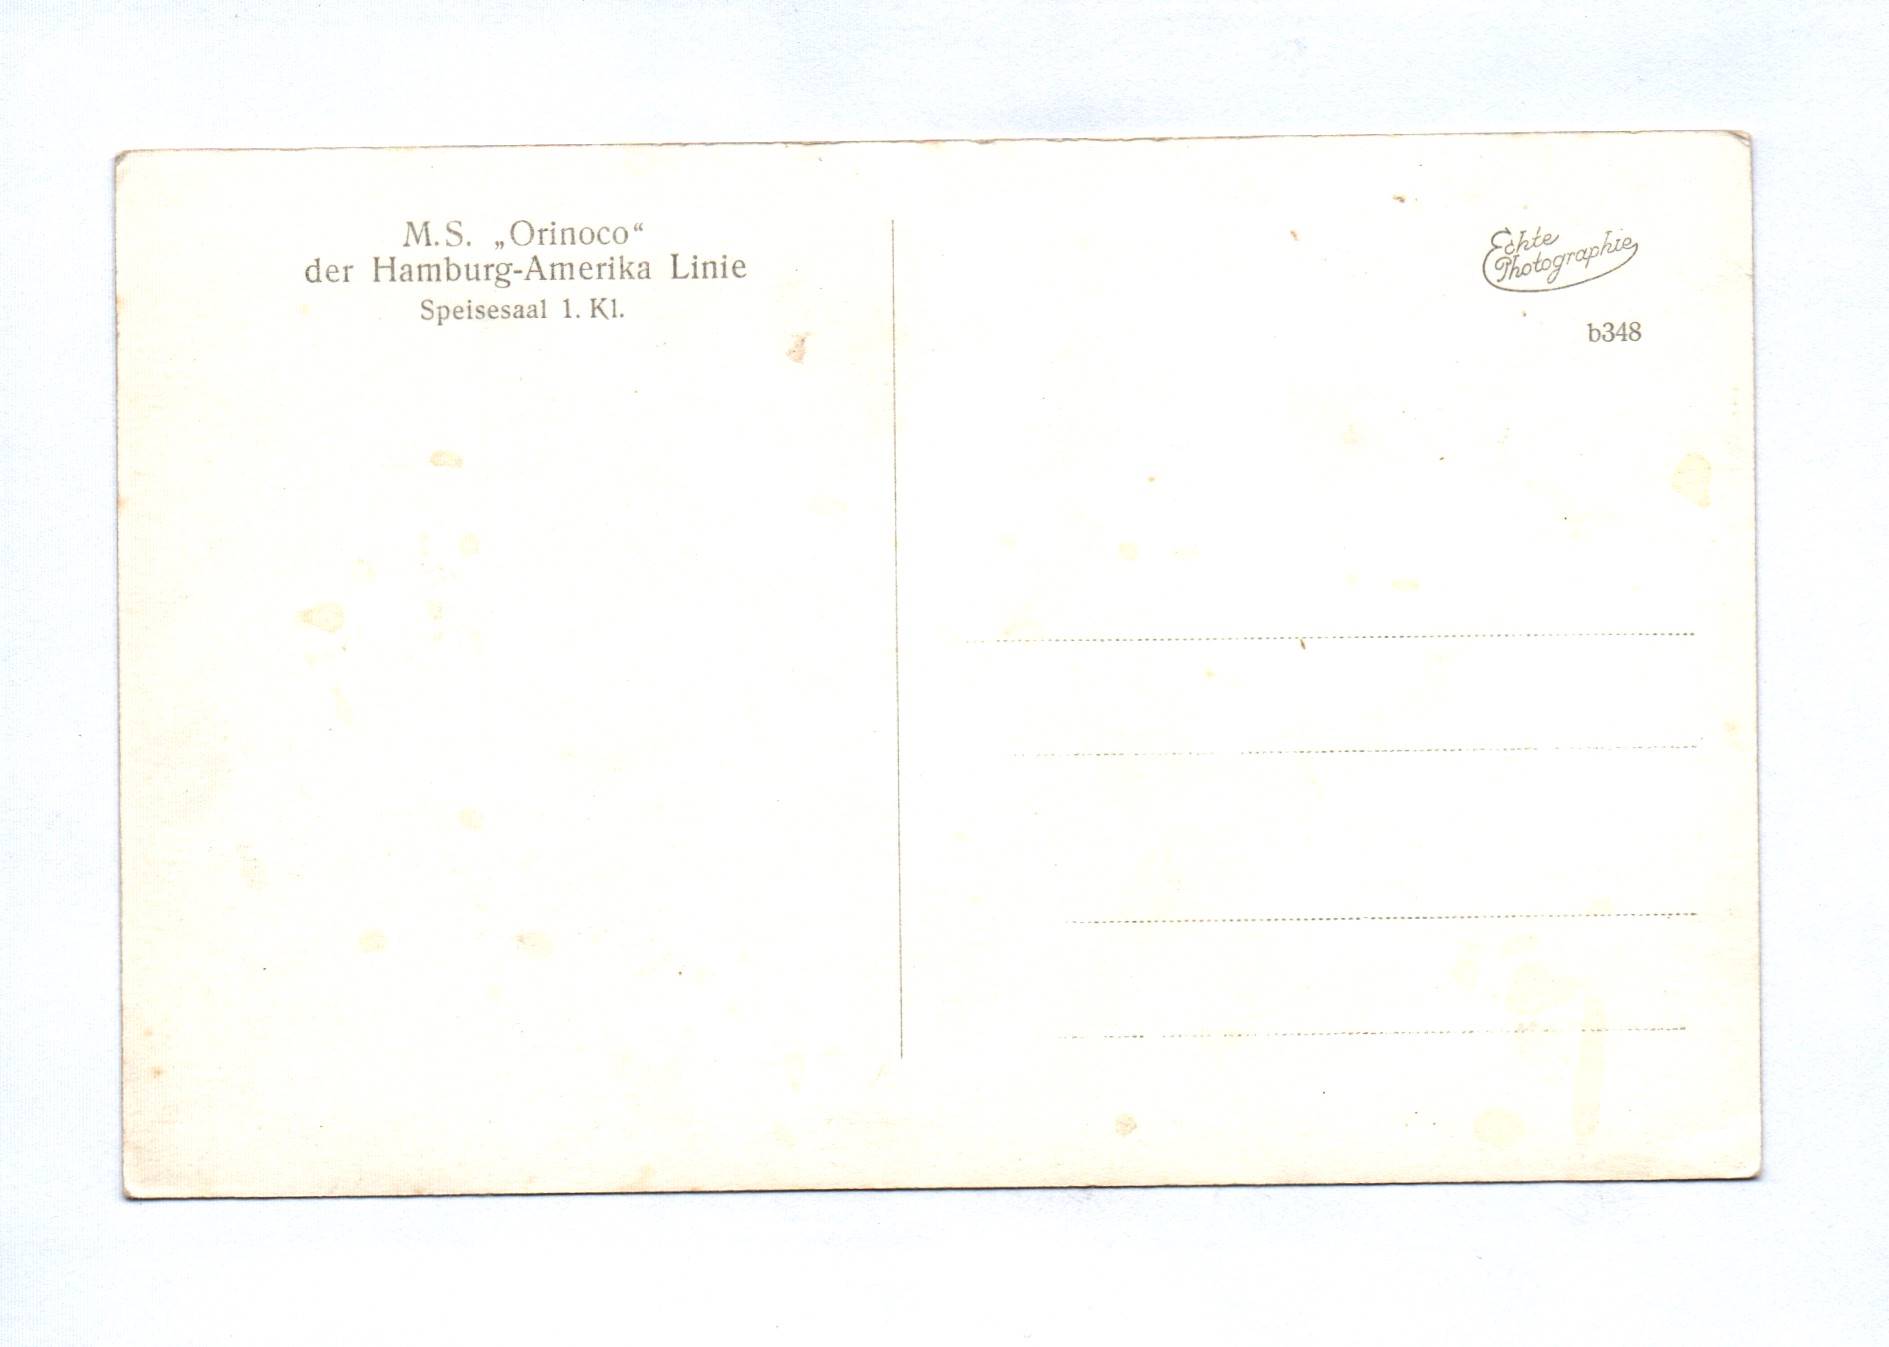 M.S. „Orinoco“
der Hamburg-Amerika Linie
Speisesaal 1. Kl.
Echte
Photographie
b348